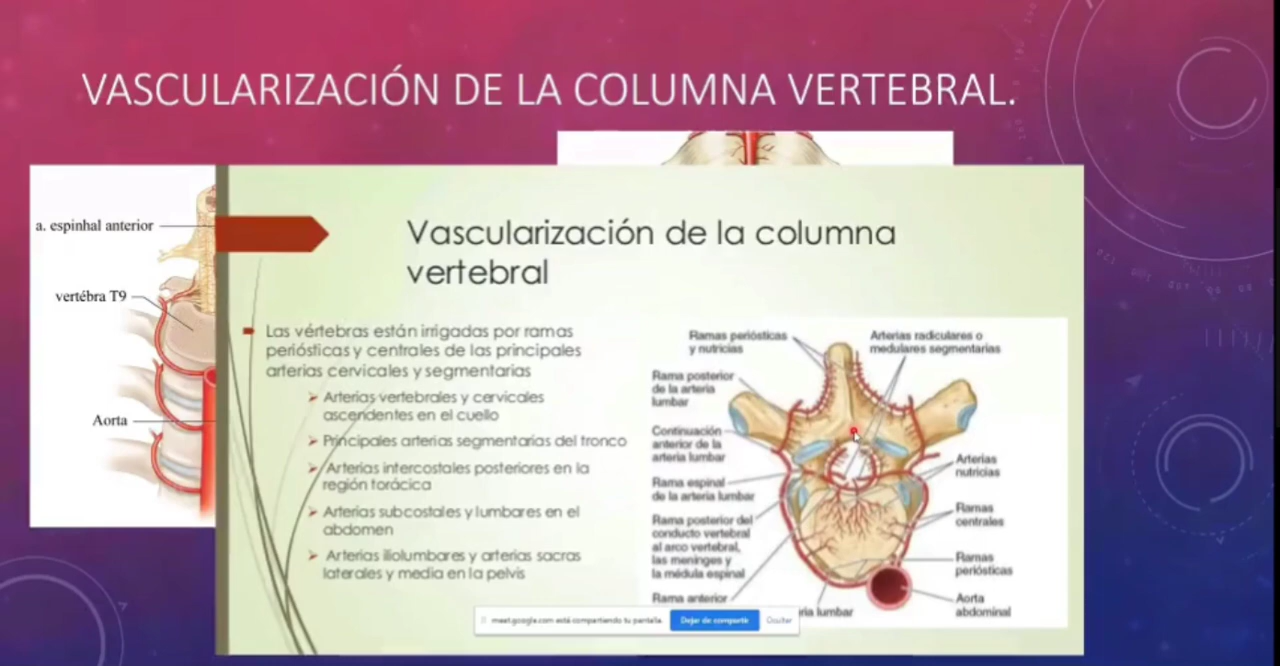 VASCULARIZACIÓN DE LA COLUMNA VERTEBRAL.
a. espinhal anterior
vertébra T9
Aorta
Vascularización de la columna
vertebral
Las vértebras están irrigadas por ramas
periósticas y centrales de las principales
arterias cervicales y segmentarias
Arterias vertebrales y cervicales
ascendentes en el cuello
Principales arterias segmentarias del tronco
Arterias intercostales posteriores en la
región torácica
Arterias subcostales y lumbares en el
abdomen
Arterias iliolumbares y arterias sacras
laterales y media en la pelvis
Ramas periósticas
y nutricias
Arterias radiculares o
medulares segmentarias
Rama posterior
de la arteria
lumbar
Continuación
anterior de la
arteria lumbar
Rama espinal
de la arteria lumbar
Rama posterior del
conducto vertebral
al arco vertebral,
las meninges y
la médula espinal
Rama anterior
Arterias
nutricias
Ramas
centrales
Ramas
periósticas
Aorta
abdominal
lumbar
meet.google.com está compartiendo tu pantalla.
Dejar de compartir
Ocultar